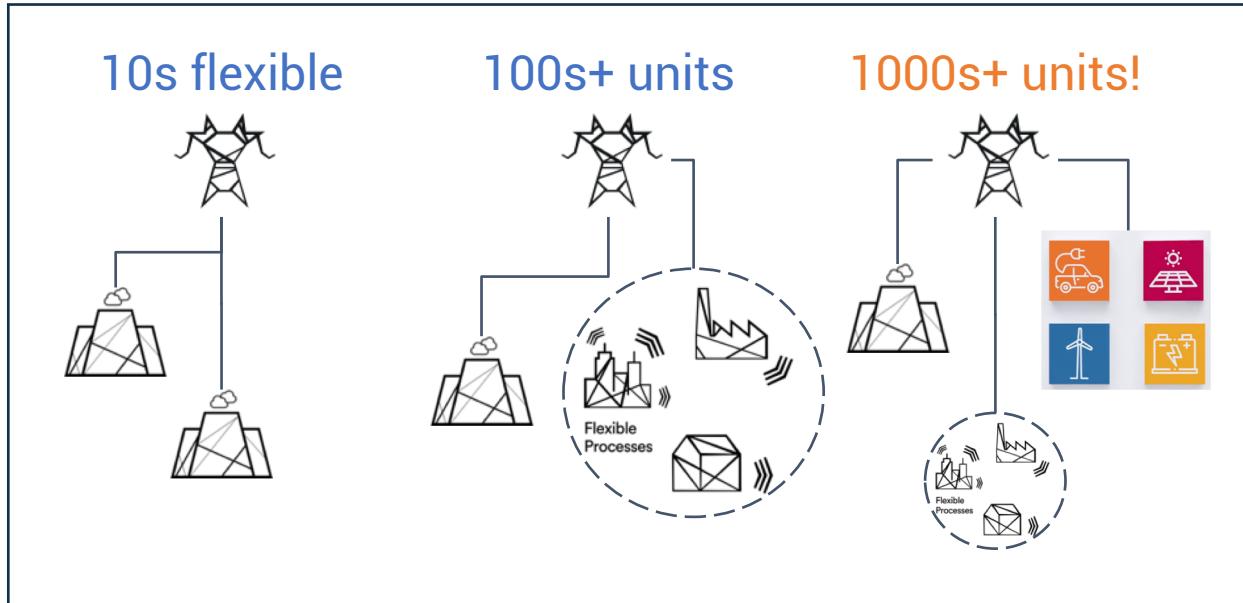 10s flexible
100s+ units
1000s+ units!
Flexible
Processes
Flexible
Processes